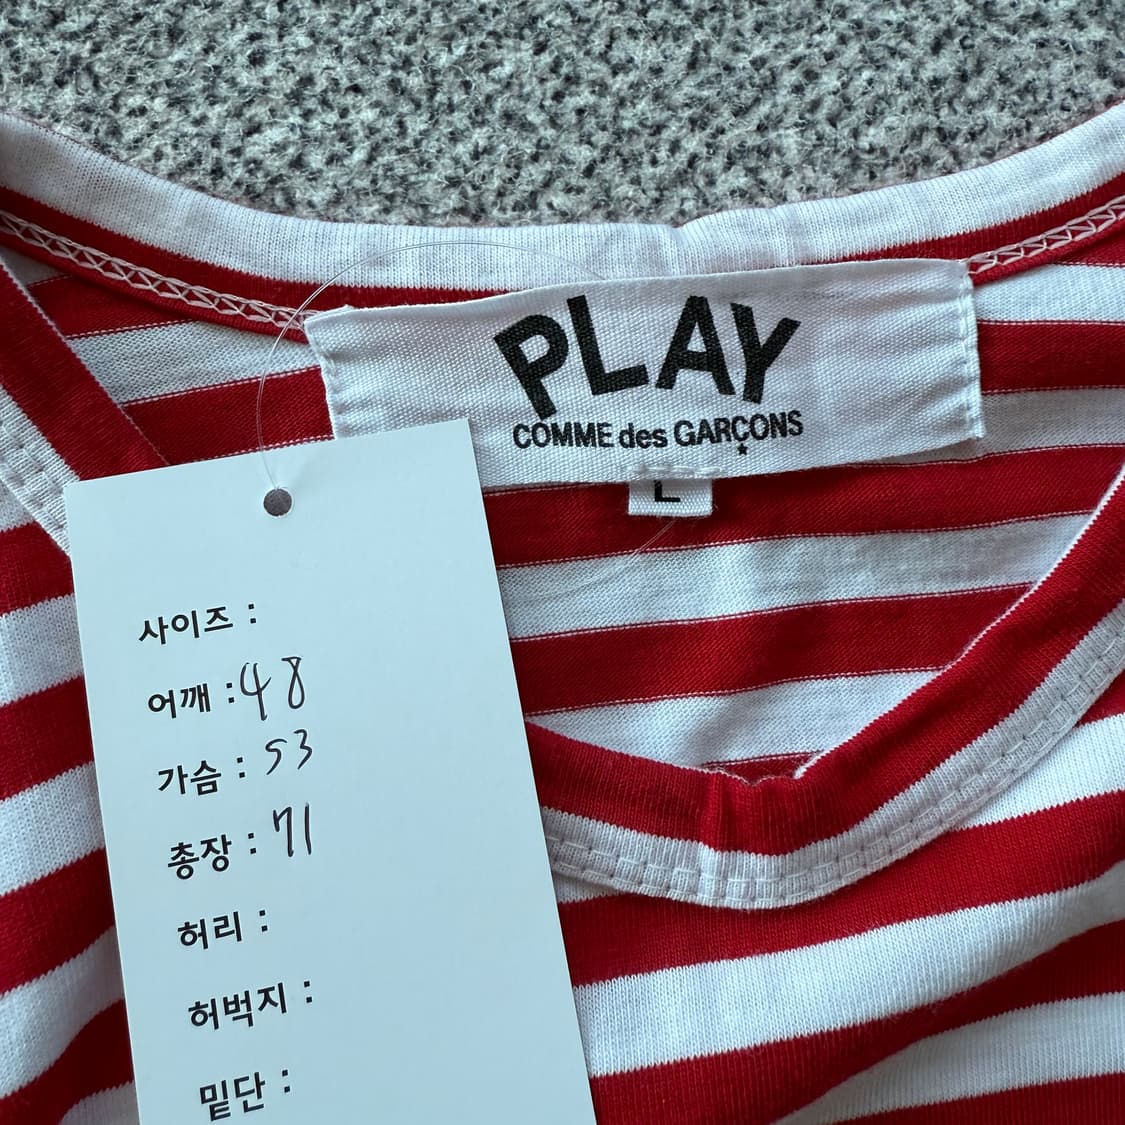 PLAY
COMME des GARÇONS
L
사이즈 :
어깨 : 48
가슴 : 53
총장 : 71
허리 :
허벅지 :
밑단 :